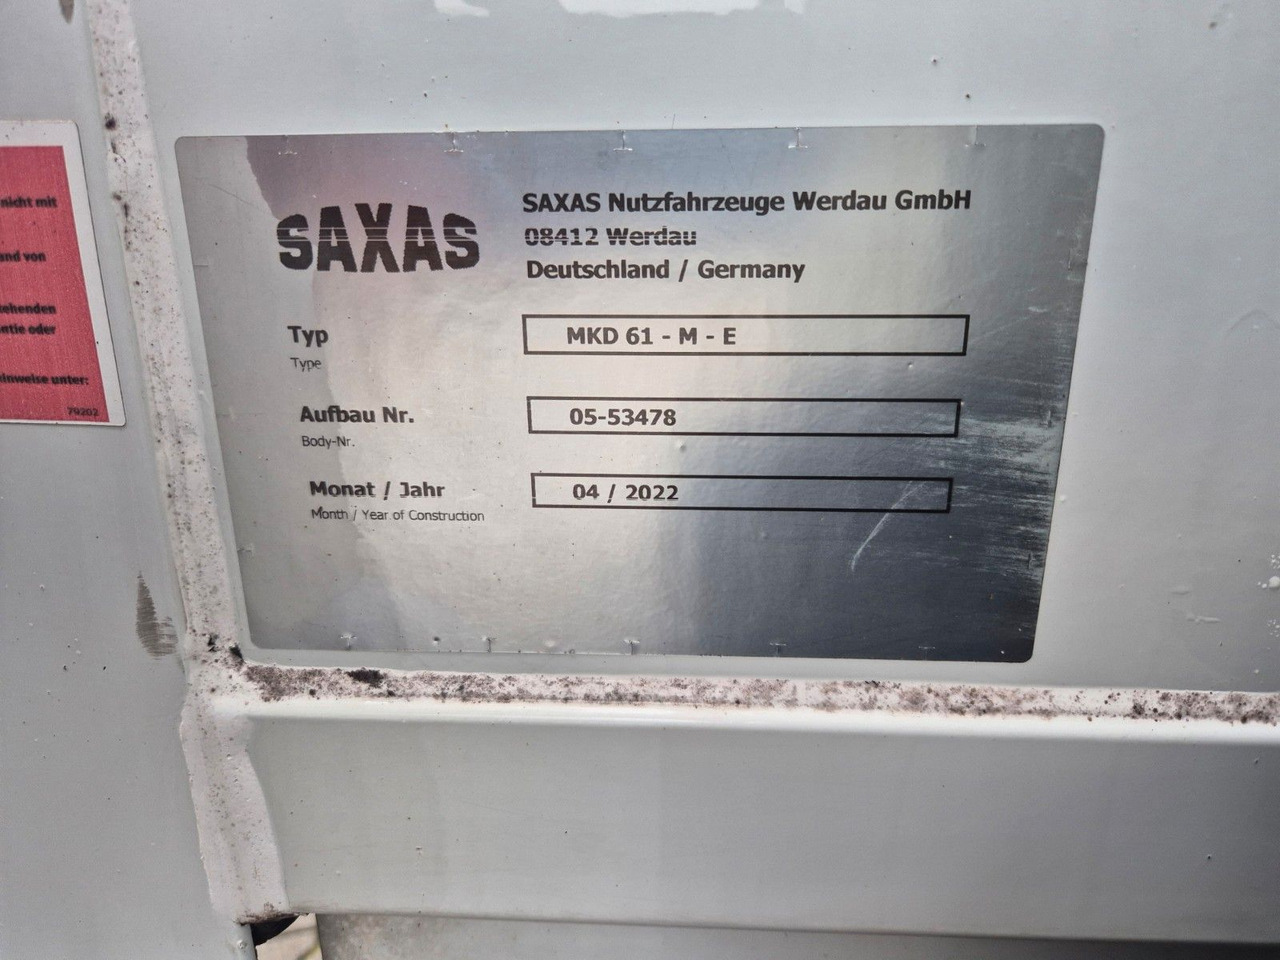 nicht mit
und von
ehenden
ntie oder
inweise unter:
79202
SAXAS
SAXAS Nutzfahrzeuge Werdau GmbH
08412 Werdau
Deutschland / Germany
Typ
Type
MKD 61 - M - E
Aufbau Nr.
Body-Nr.
05-53478
Monat / Jahr
Month / Year of Construction
04 / 2022